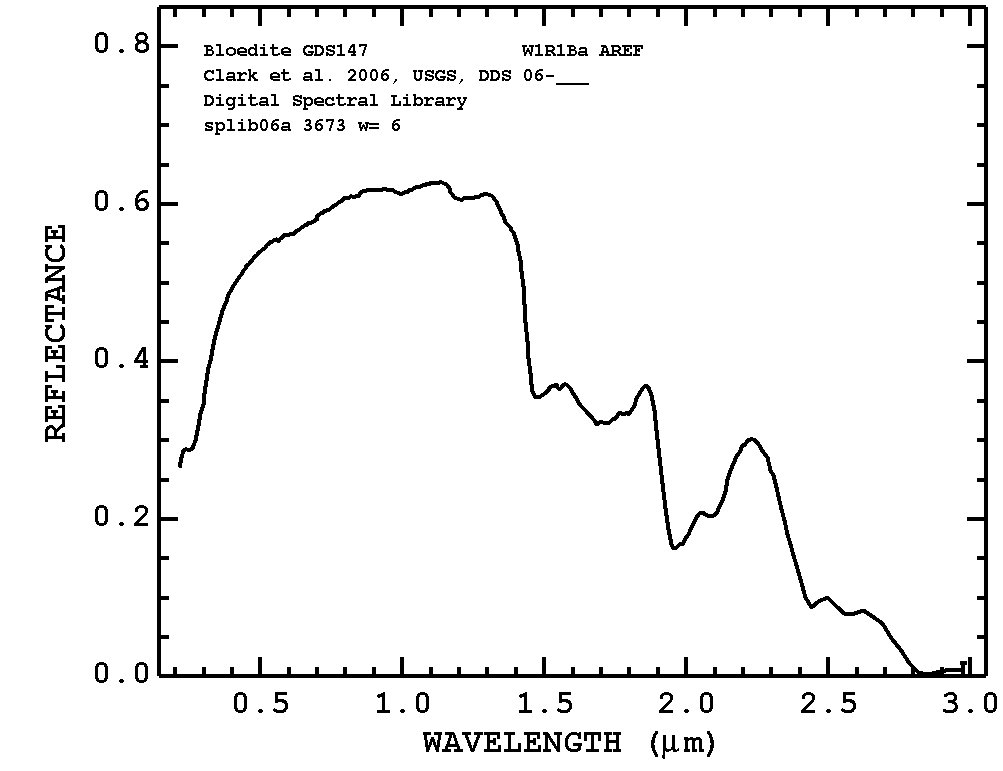 Bloedite GDS147 W1R1Ba AREF
Clark et al. 2006, USGS, DDS 06-___
Digital Spectral Library
splib06a 3673 w= 6
REFLECTANCE
0.8
0.6
0.4
0.2
0.0
0.5 1.0 1.5 2.0 2.5 3.0
WAVELENGTH (μm)